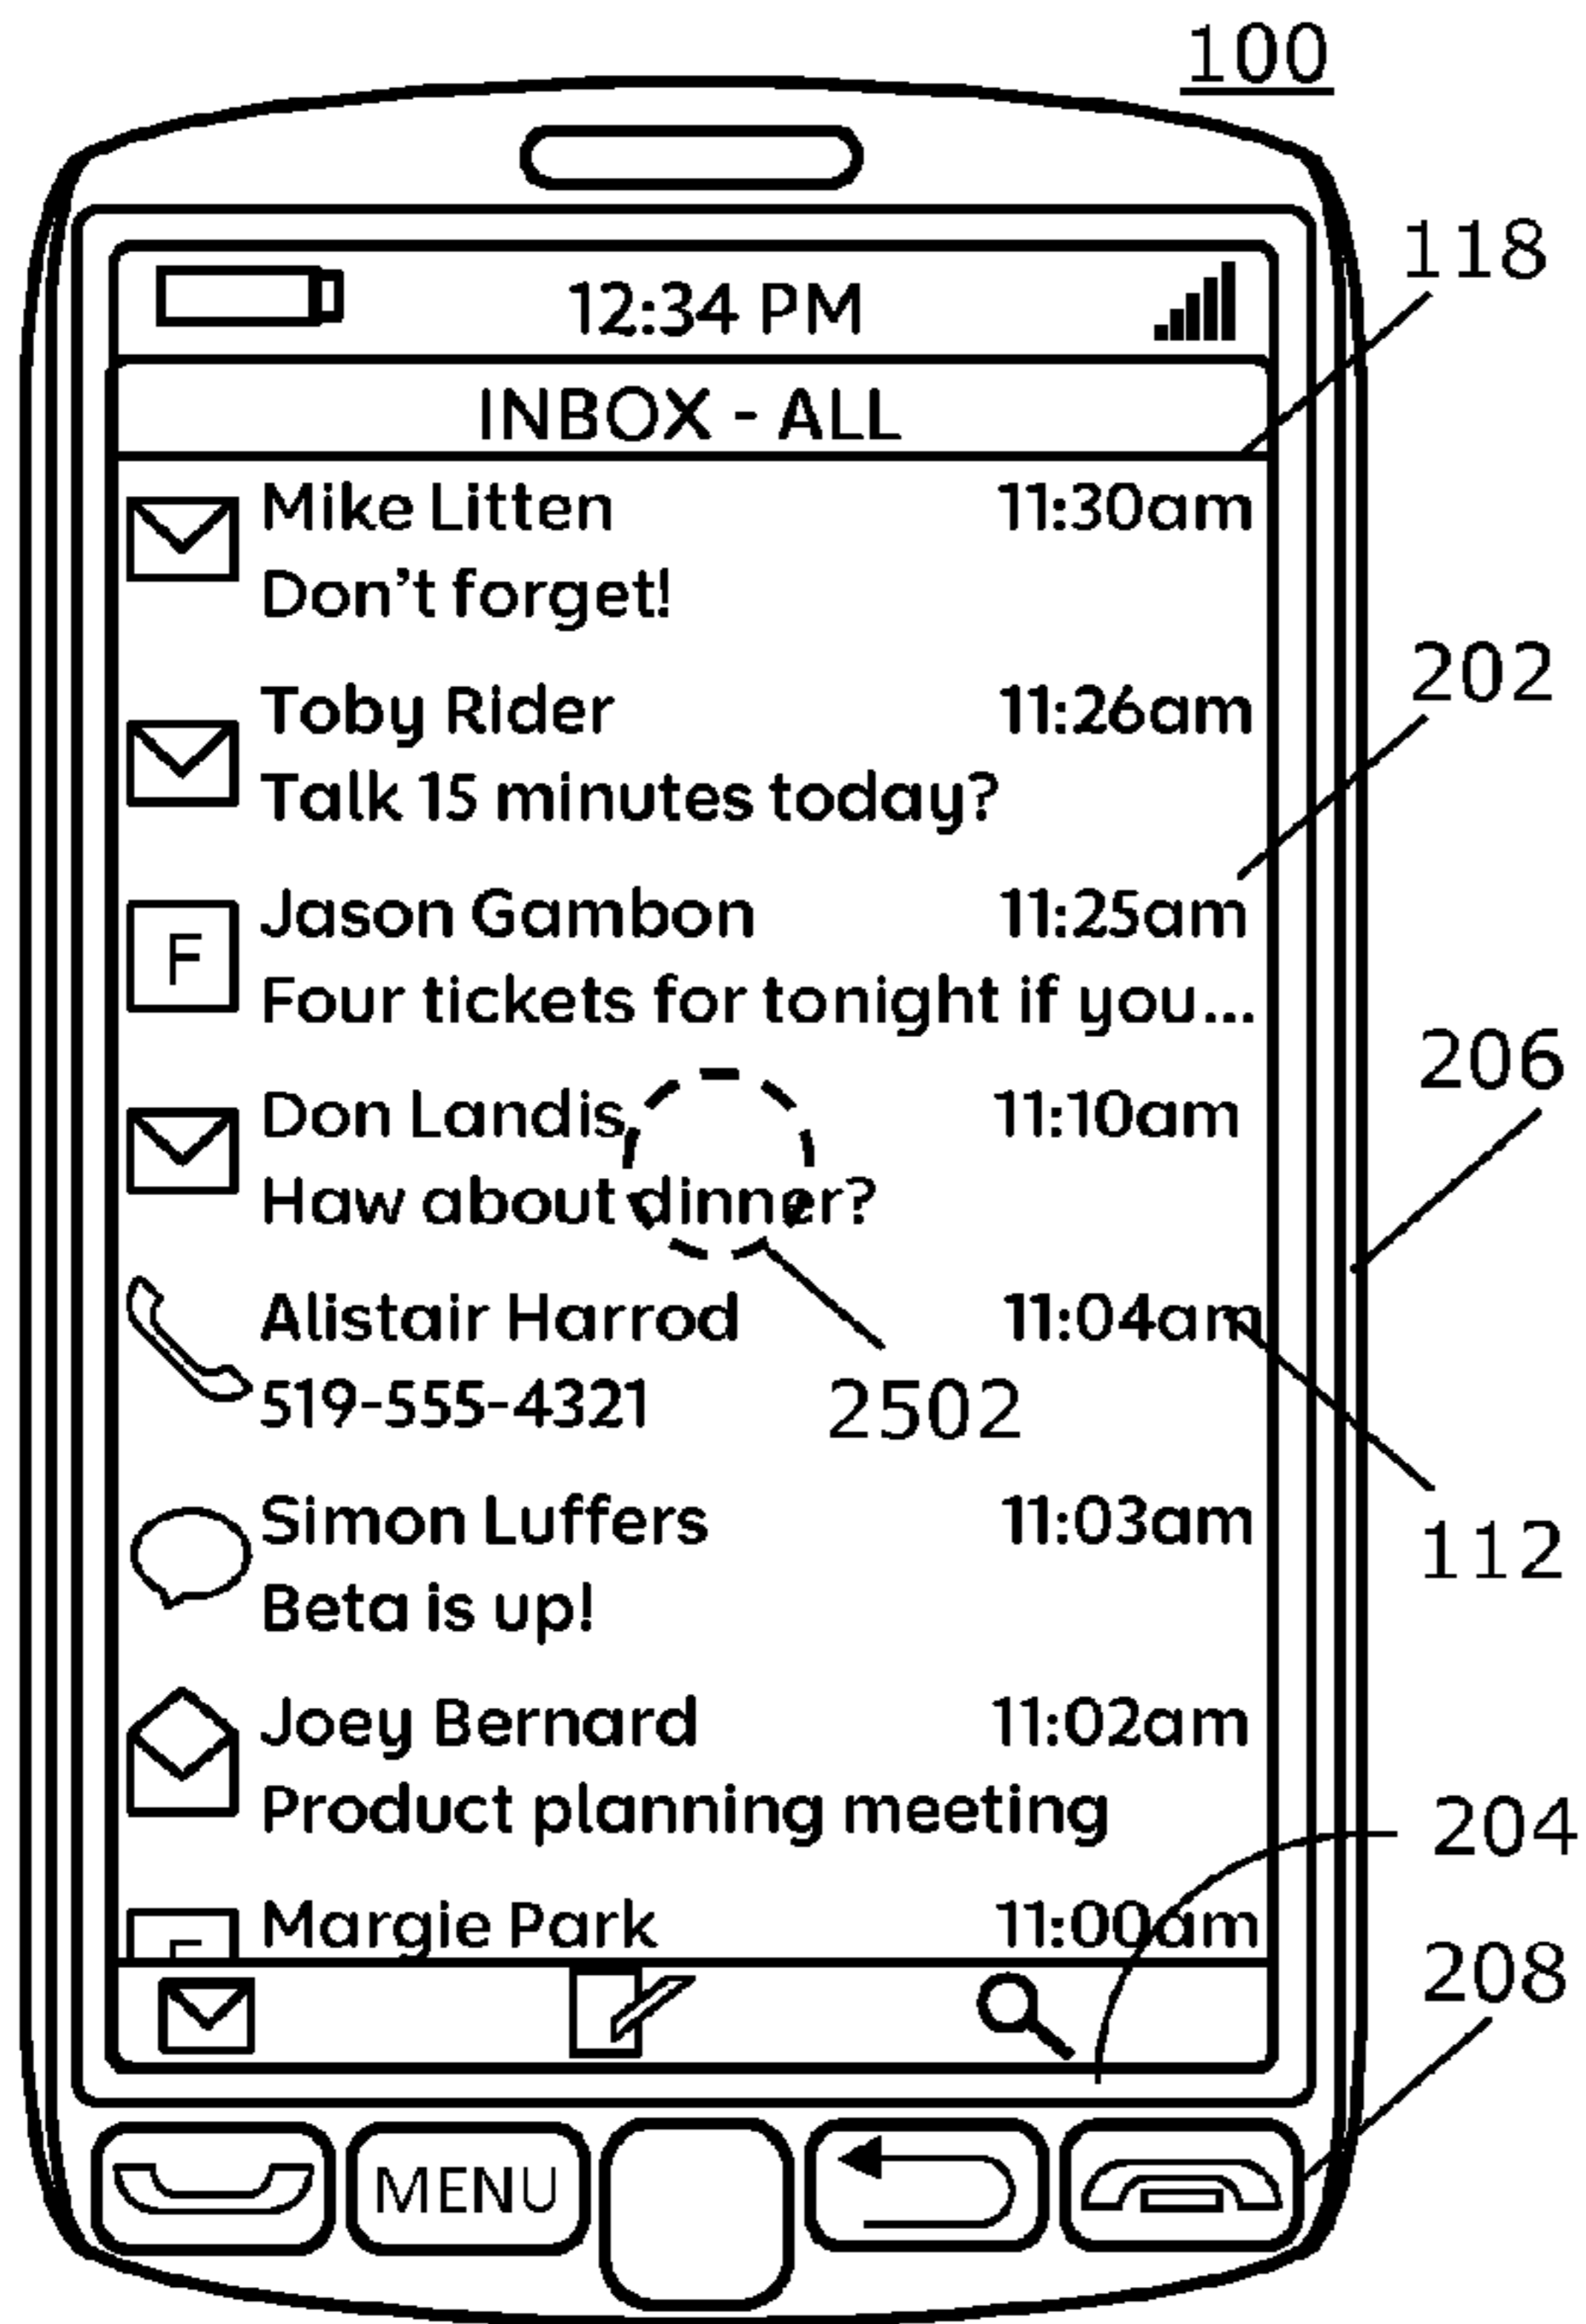 100
12:34 PM
118
INBOX - ALL
Mike Litten 11:30am
Don't forget!
202
Toby Rider 11:26am
Talk 15 minutes today?
F
Jason Gambon 11:25am
Four tickets for tonight if you...
206
Don Landis 11:10am
Haw about dinner?
Alistair Harrod 11:04am
519-555-4321
2502
Simon Luffers 11:03am
112
Beta is up!
Joey Bernard 11:02am
Product planning meeting
204
F
Margie Park 11:00am
208
MENU